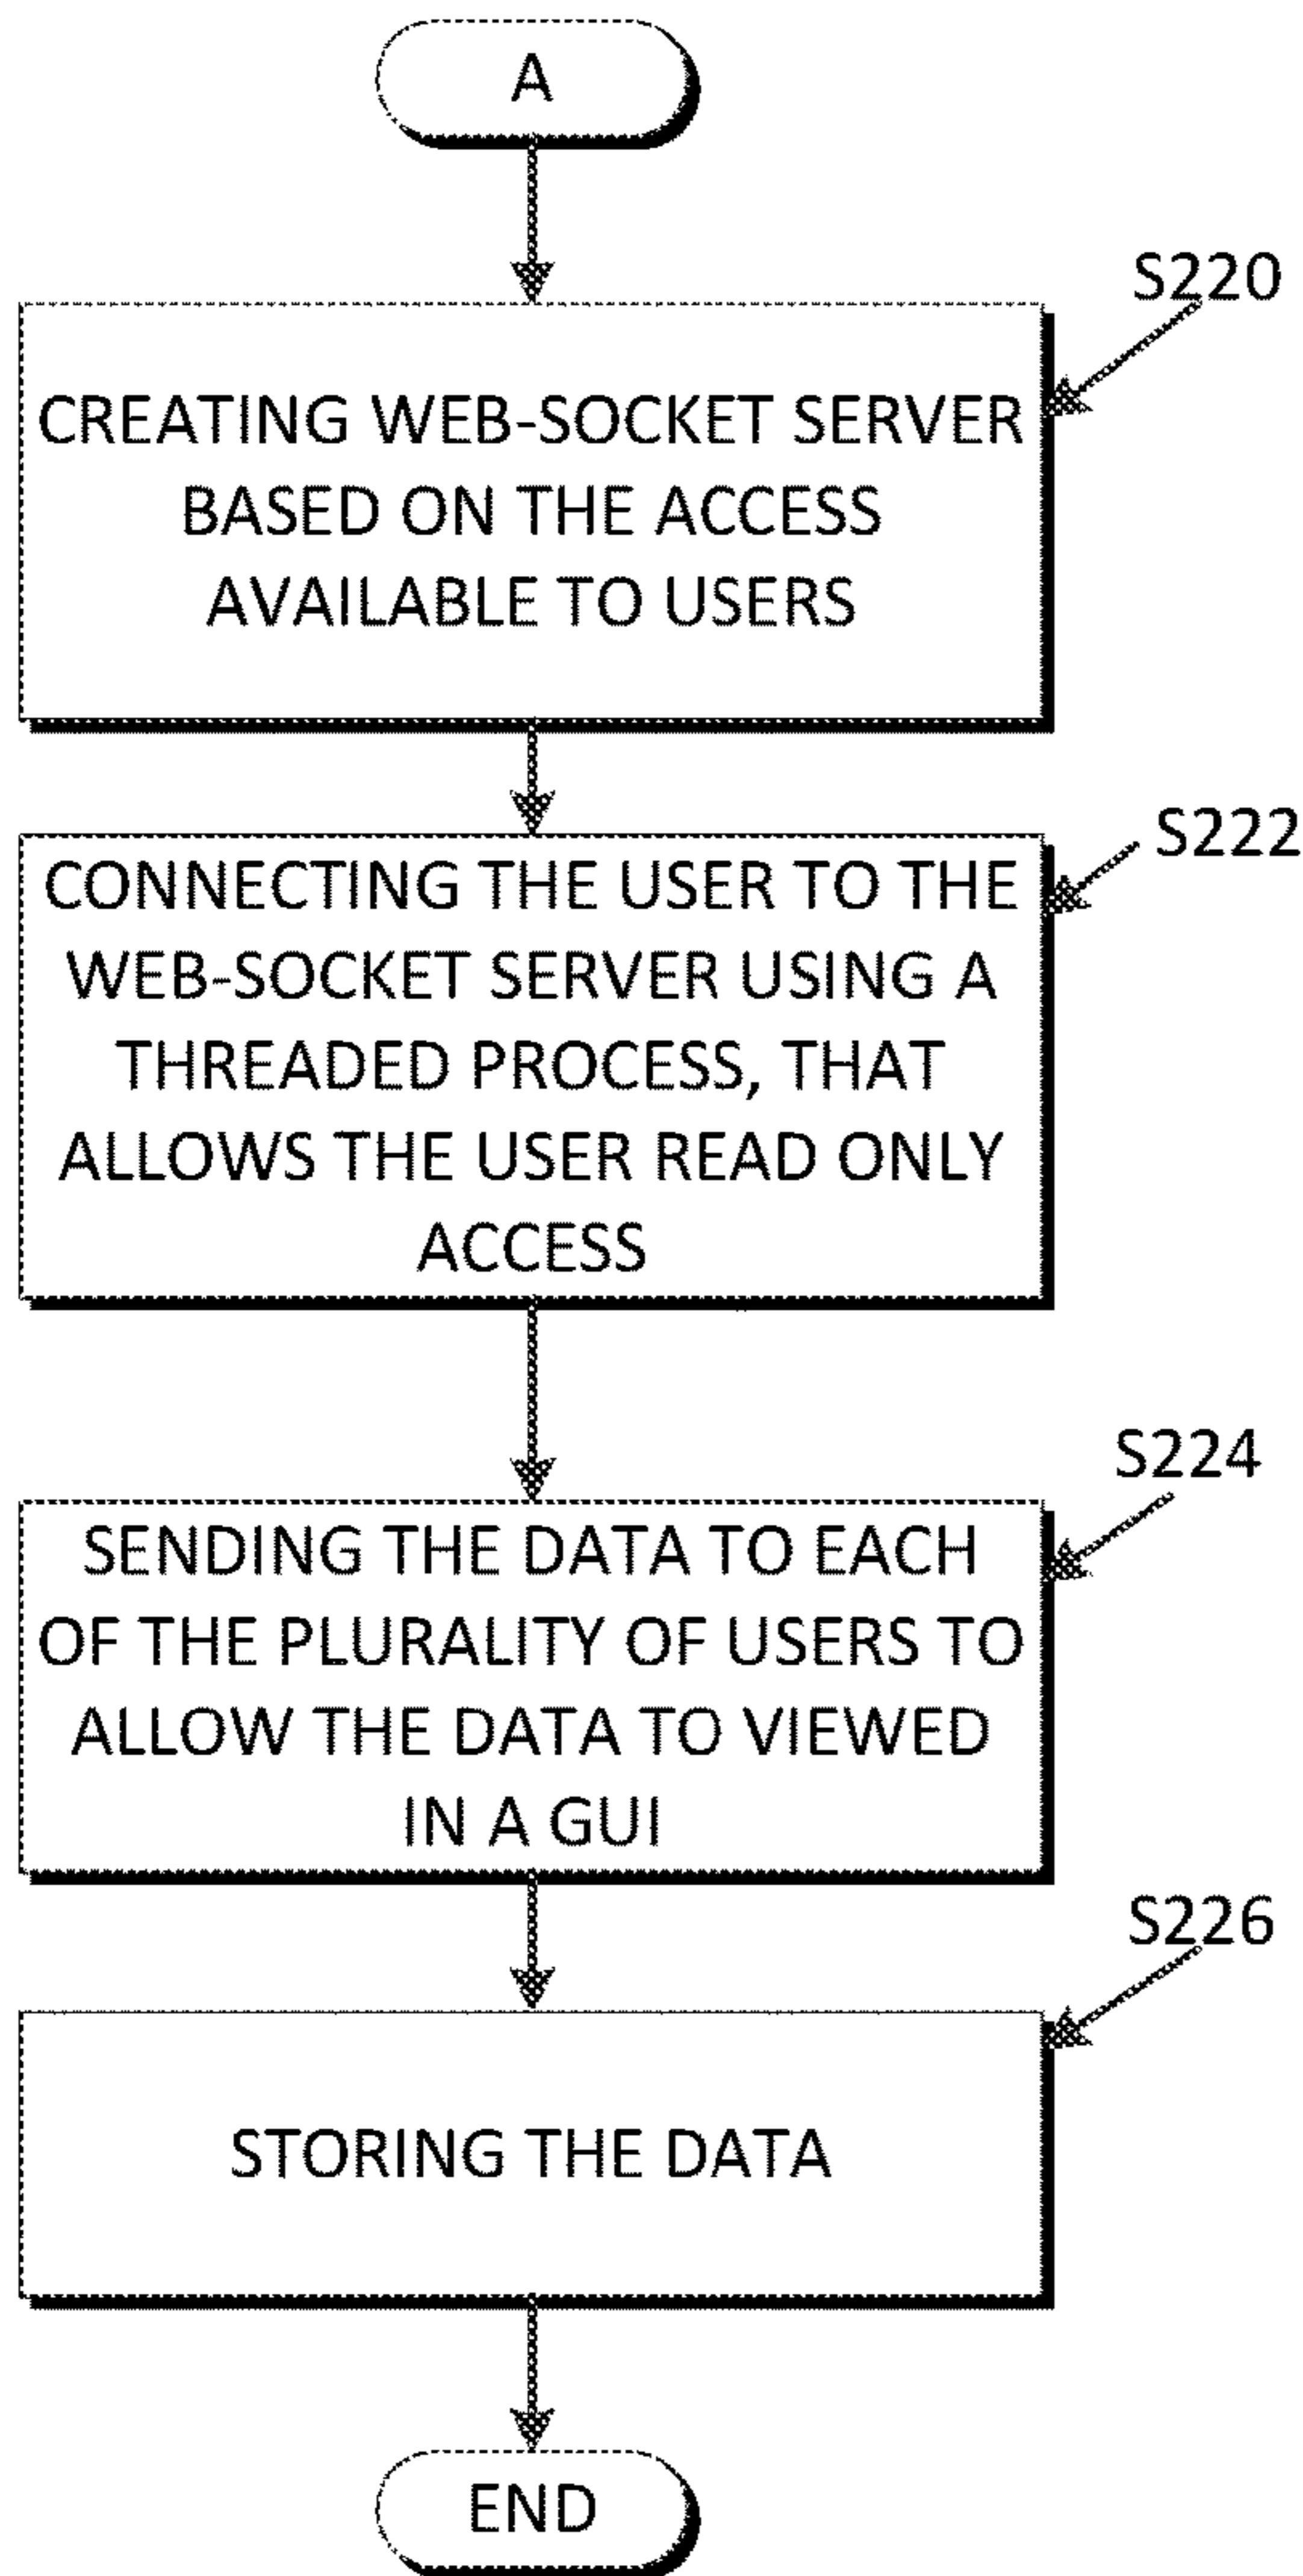 A
S220
CREATING WEB-SOCKET SERVER
BASED ON THE ACCESS
AVAILABLE TO USERS
S222
CONNECTING THE USER TO THE
WEB-SOCKET SERVER USING A
THREADED PROCESS, THAT
ALLOWS THE USER READ ONLY
ACCESS
S224
SENDING THE DATA TO EACH
OF THE PLURALITY OF USERS TO
ALLOW THE DATA TO VIEWED
IN A GUI
S226
STORING THE DATA
END